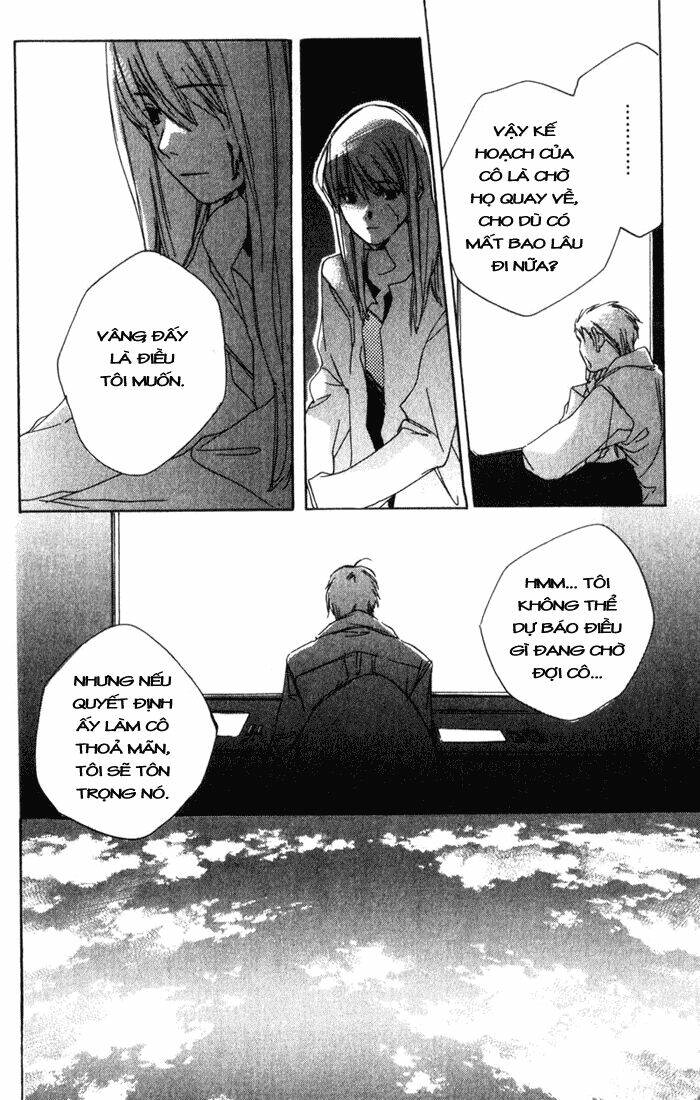 .........
VẬY KẾ
HOẠCH CỦA
CÔ LÀ CHỜ
HỌ QUAY VỀ,
CHO DÙ CÓ
MẤT BAO LÂU
ĐI NỮA?
VÂNG ĐẤY
LÀ ĐIỀU
TÔI MUỐN.
HMM... TÔI
KHÔNG THỂ
DỰ BÁO ĐIỀU
GÌ ĐANG CHỜ
ĐỢI CÔ...
NHƯNG NẾU
QUYẾT ĐỊNH
ẤY LÀM CÔ
THOẢ MÃN,
TÔI SẼ TÔN
TRỌNG NÓ.